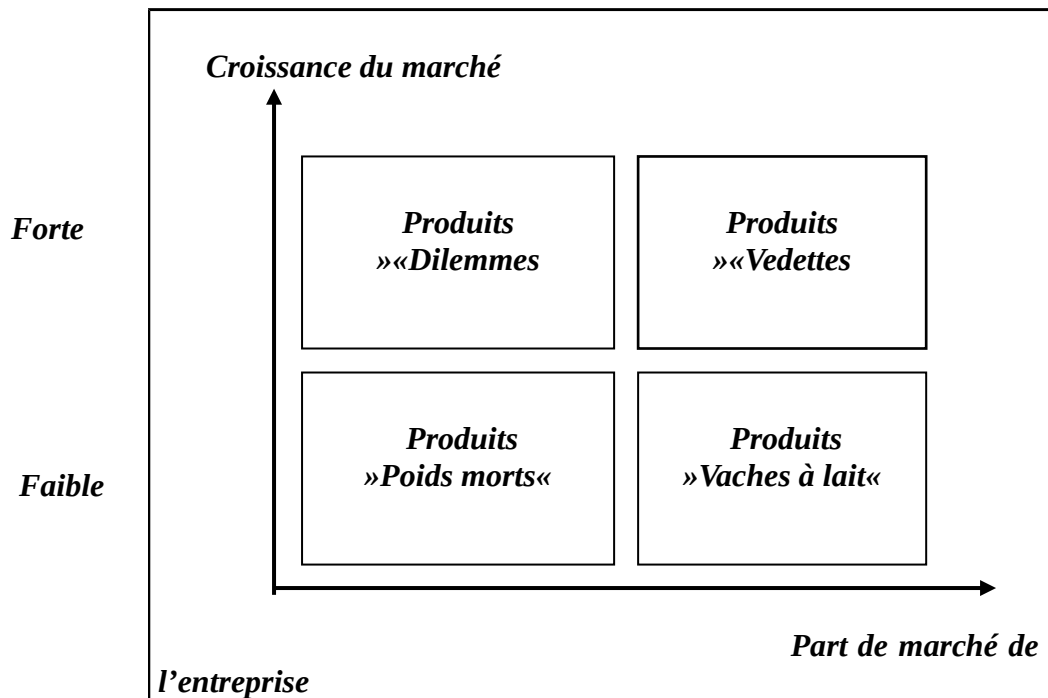 Croissance du marché
Forte
Produits
»«Dilemmes
Produits
»«Vedettes
Faible
Produits
»Poids morts«
Produits
»Vaches à lait«
Part de marché de
l’entreprise